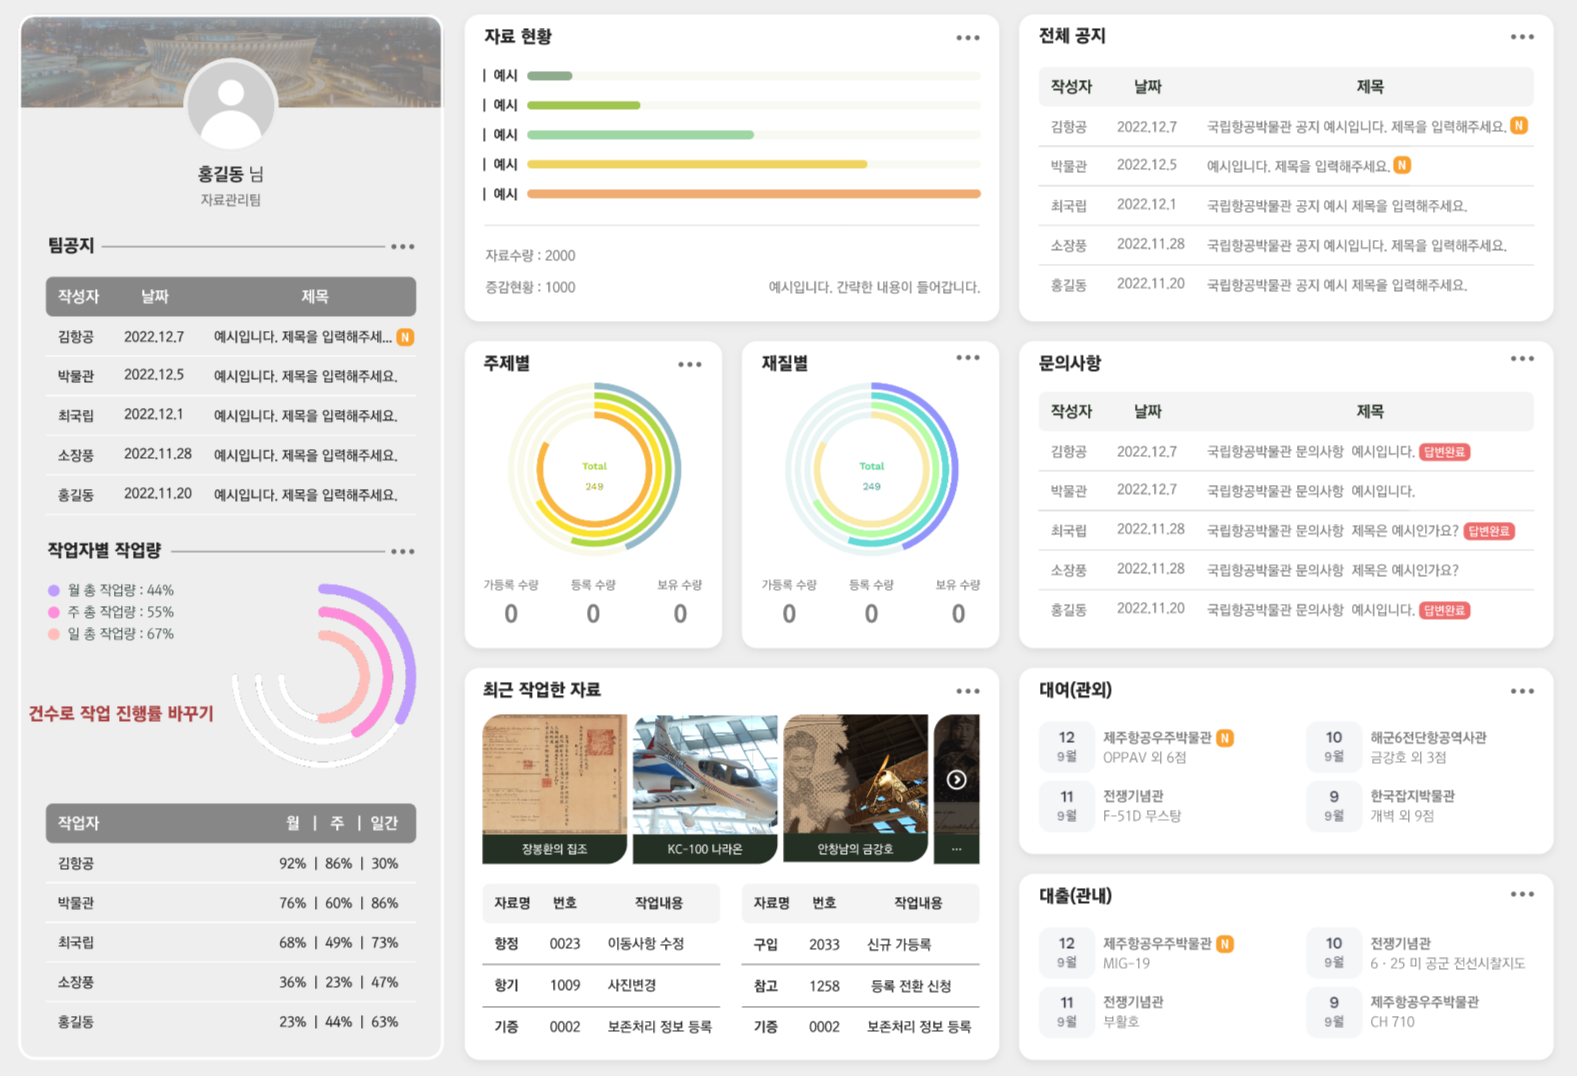 홍길동 님
자료관리팀
팀공지
작성자 날짜 제목
김항공 2022.12.7 예시입니다. 제목을 입력해주세... N
박물관 2022.12.5 예시입니다. 제목을 입력해주세요.
최국립 2022.12.1 예시입니다. 제목을 입력해주세요.
소장품 2022.11.28 예시입니다. 제목을 입력해주세요.
홍길동 2022.11.20 예시입니다. 제목을 입력해주세요.
작업자별 작업량
월 총 작업량 : 44%
주 총 작업량 : 55%
일 총 작업량 : 67%
건수로 작업 진행률 바꾸기
작업자 월 | 주 | 일간
김항공 92% | 86% | 30%
박물관 76% | 60% | 86%
최국립 68% | 49% | 73%
소장품 36% | 23% | 47%
홍길동 23% | 44% | 63%
자료 현황
| 예시
| 예시
| 예시
| 예시
| 예시
자료수량 : 2000
증감현황 : 1000 예시입니다. 간략한 내용이 들어갑니다.
주제별
Total
249
가등록 수량 등록 수량 보유 수량
0 0 0
재질별
Total
249
가등록 수량 등록 수량 보유 수량
0 0 0
최근 작업한 자료
장봉환의 집조 KC-100 나라온 안창남의 금강호 ...
자료명 번호 작업내용
항정 0023 이동사항 수정
항기 1009 사진변경
기증 0002 보존처리 정보 등록
자료명 번호 작업내용
구입 2033 신규 가등록
참고 1258 등록 전환 신청
기증 0002 보존처리 정보 등록
전체 공지
작성자 날짜 제목
김항공 2022.12.7 국립항공박물관 공지 예시입니다. 제목을 입력해주세요. N
박물관 2022.12.5 예시입니다. 제목을 입력해주세요. N
최국립 2022.12.1 국립항공박물관 공지 예시 제목을 입력해주세요.
소장품 2022.11.28 국립항공박물관 공지 예시입니다. 제목을 입력해주세요.
홍길동 2022.11.20 국립항공박물관 공지 예시 제목을 입력해주세요.
문의사항
작성자 날짜 제목
김항공 2022.12.7 국립항공박물관 문의사항 예시입니다. 답변완료
박물관 2022.12.7 국립항공박물관 문의사항 예시입니다.
최국립 2022.11.28 국립항공박물관 문의사항 제목은 예시인가요? 답변완료
소장품 2022.11.28 국립항공박물관 문의사항 제목은 예시인가요?
홍길동 2022.11.20 국립항공박물관 문의사항 예시입니다. 답변완료
대여(관외)
12 제주항공우주박물관 N
9월 OPPAV 외 6점
10 해군6전단항공역사관
9월 금강호 외 3점
11 전쟁기념관
9월 F-51D 무스탕
9 한국잡지박물관
9월 개벽 외 9점
대출(관내)
12 제주항공우주박물관 N
9월 MIG-19
10 전쟁기념관
9월 6 · 25 미 공군 전선시찰지도
11 전쟁기념관
9월 부활호
9 제주항공우주박물관
9월 CH 710